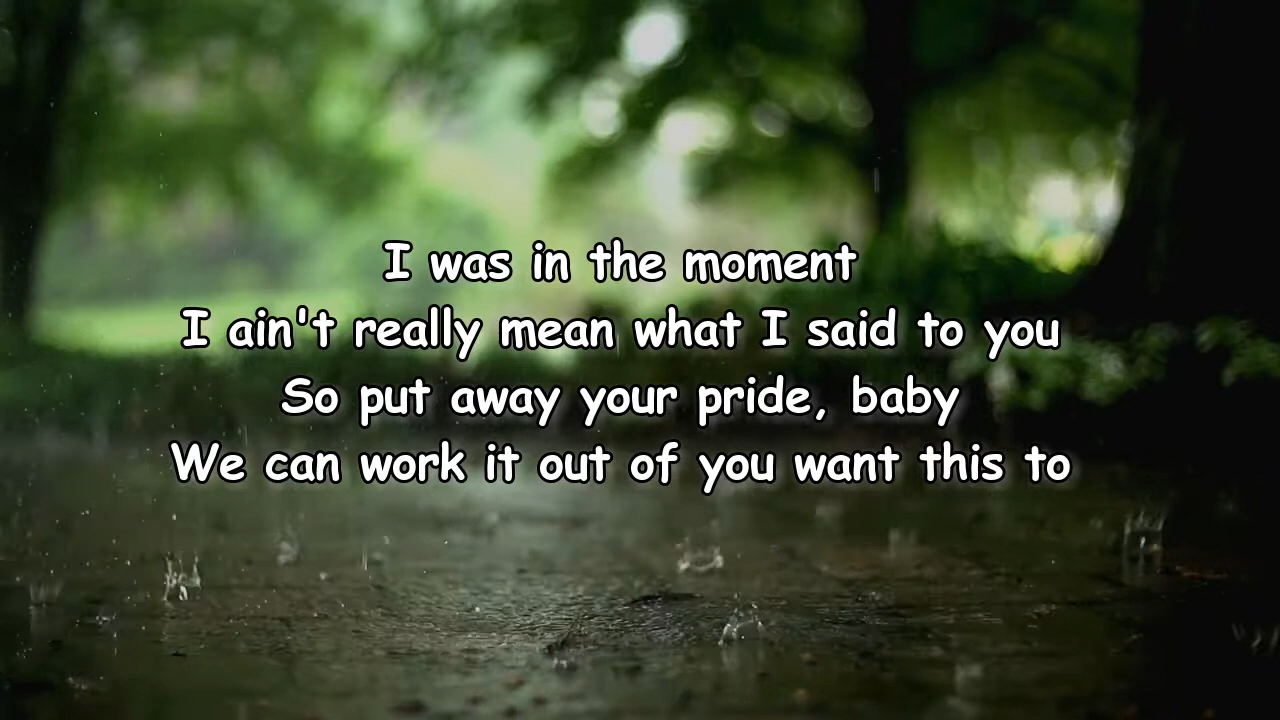 I was in the moment
I ain't really mean what I said to you
So put away your pride, baby
We can work it out of you want this to